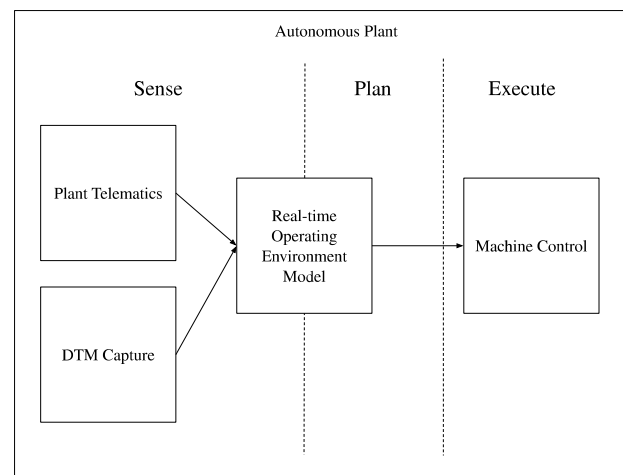 Autonomous Plant
Sense
Plan
Execute
Plant Telematics
DTM Capture
Real-time
Operating
Environment
Model
Machine Control